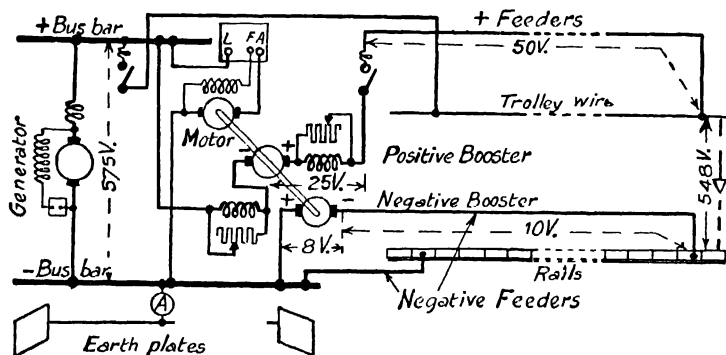 + Bus bar
L
F A
+ Feeders
50V.
Trolley wire
Generator
575V.
Motor
+
-
25V.
Positive Booster
548V.
+
-
Negative Booster
8V.
10V.
Rails
- Bus bar
A
Negative Feeders
Earth plates